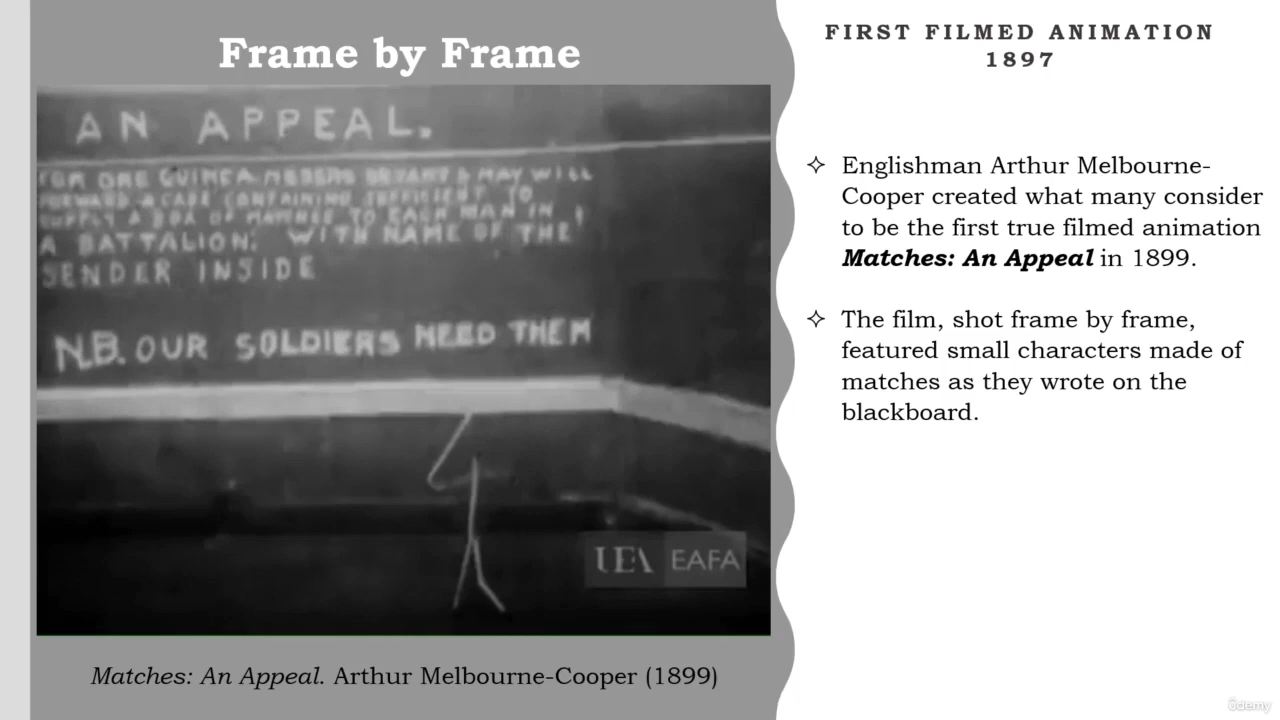 Frame by Frame
AN APPEAL.
FOR ONE GUINEA MESSRS BRYANT & MAY WILL
FORWARD A CASE CONTAINING SUFFICIENT TO
SUPPLY A BOX OF MATCHES TO EACH MAN IN
A BATTALION: WITH NAME OF THE
SENDER INSIDE
N.B. OUR SOLDIERS NEED THEM
UEA EAFA
Matches: An Appeal. Arthur Melbourne-Cooper (1899)
FIRST FILMED ANIMATION
1897
Englishman Arthur Melbourne-
Cooper created what many consider
to be the first true filmed animation
Matches: An Appeal in 1899.
The film, shot frame by frame,
featured small characters made of
matches as they wrote on the
blackboard.
ûdemy